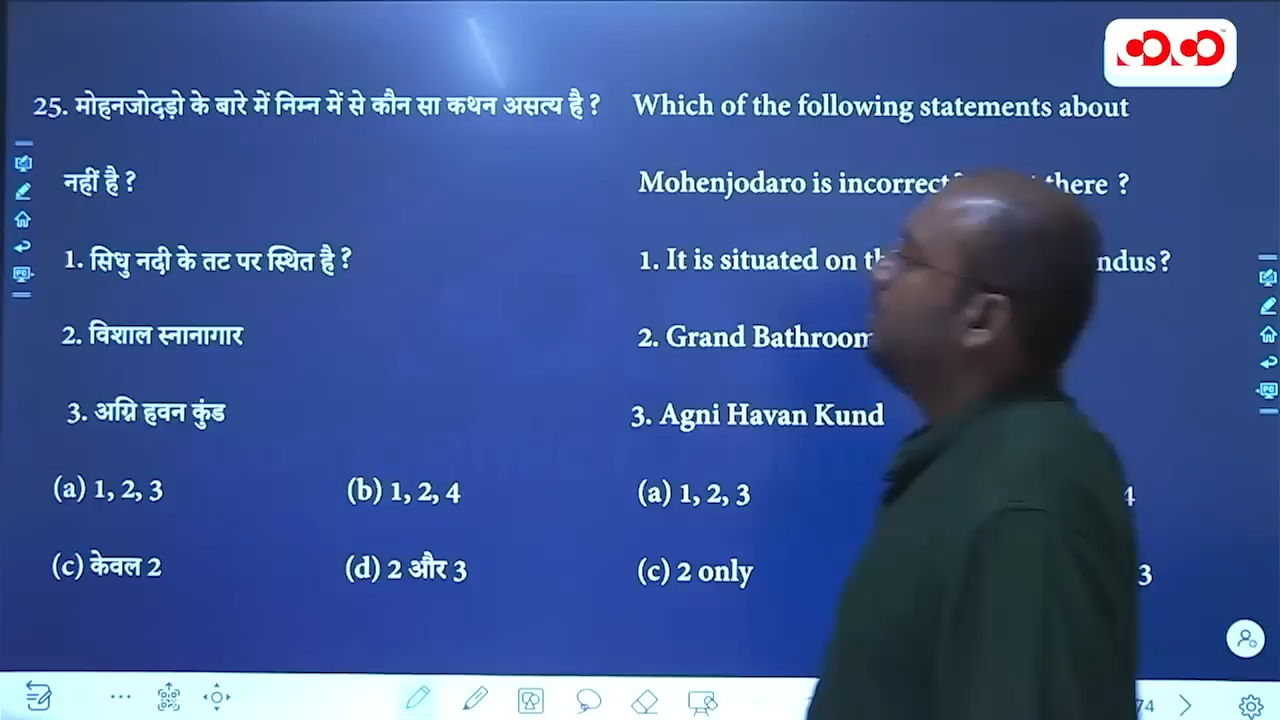 25. मोहनजोदड़ो के बारे में निम्न में से कौन सा कथन असत्य है ?
नहीं है ?
1. सिधु नदी के तट पर स्थित है ?
2. विशाल स्नानागार
3. अग्नि हवन कुंड
(a) 1, 2, 3 (b) 1, 2, 4
(c) केवल 2 (d) 2 और 3
Which of the following statements about
Mohenjodaro is incorrect? there ?
1. It is situated on ?
2. Grand Bathroom
3. Agni Havan Kund
(a) 1, 2, 3 4
(c) 2 only 3
74